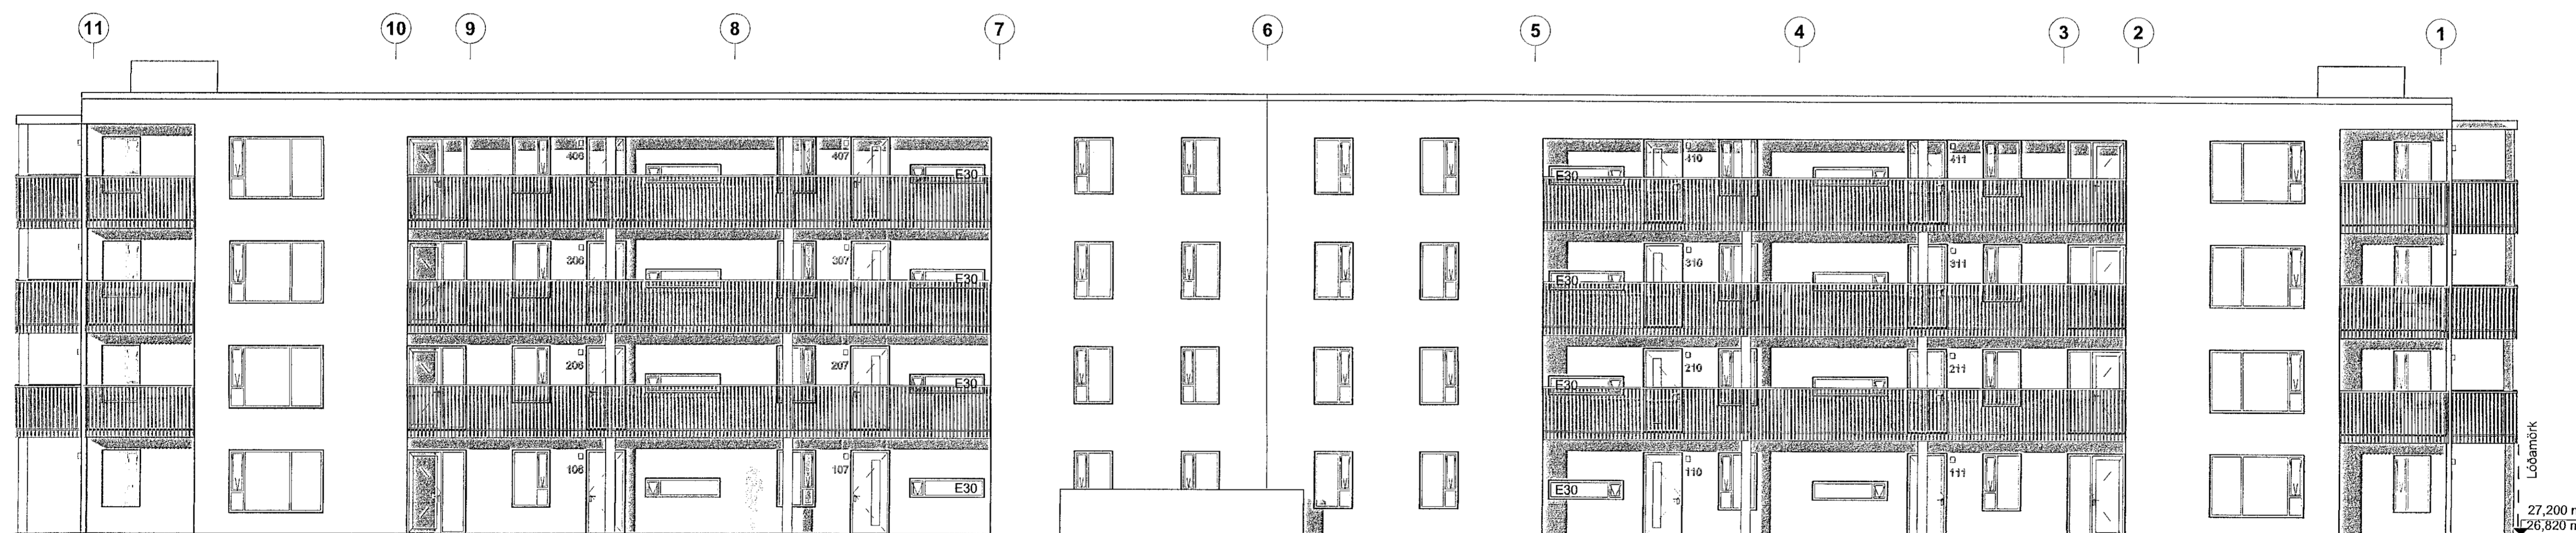 11 10 9 8 7 6 5 4 3 2 1
406 407 E30 E30 410 411
306 307 E30 E30 310 311
206 207 E30 E30 210 211
106 107 E30 E30 110 111
Lóðamörk
27,200
26,820